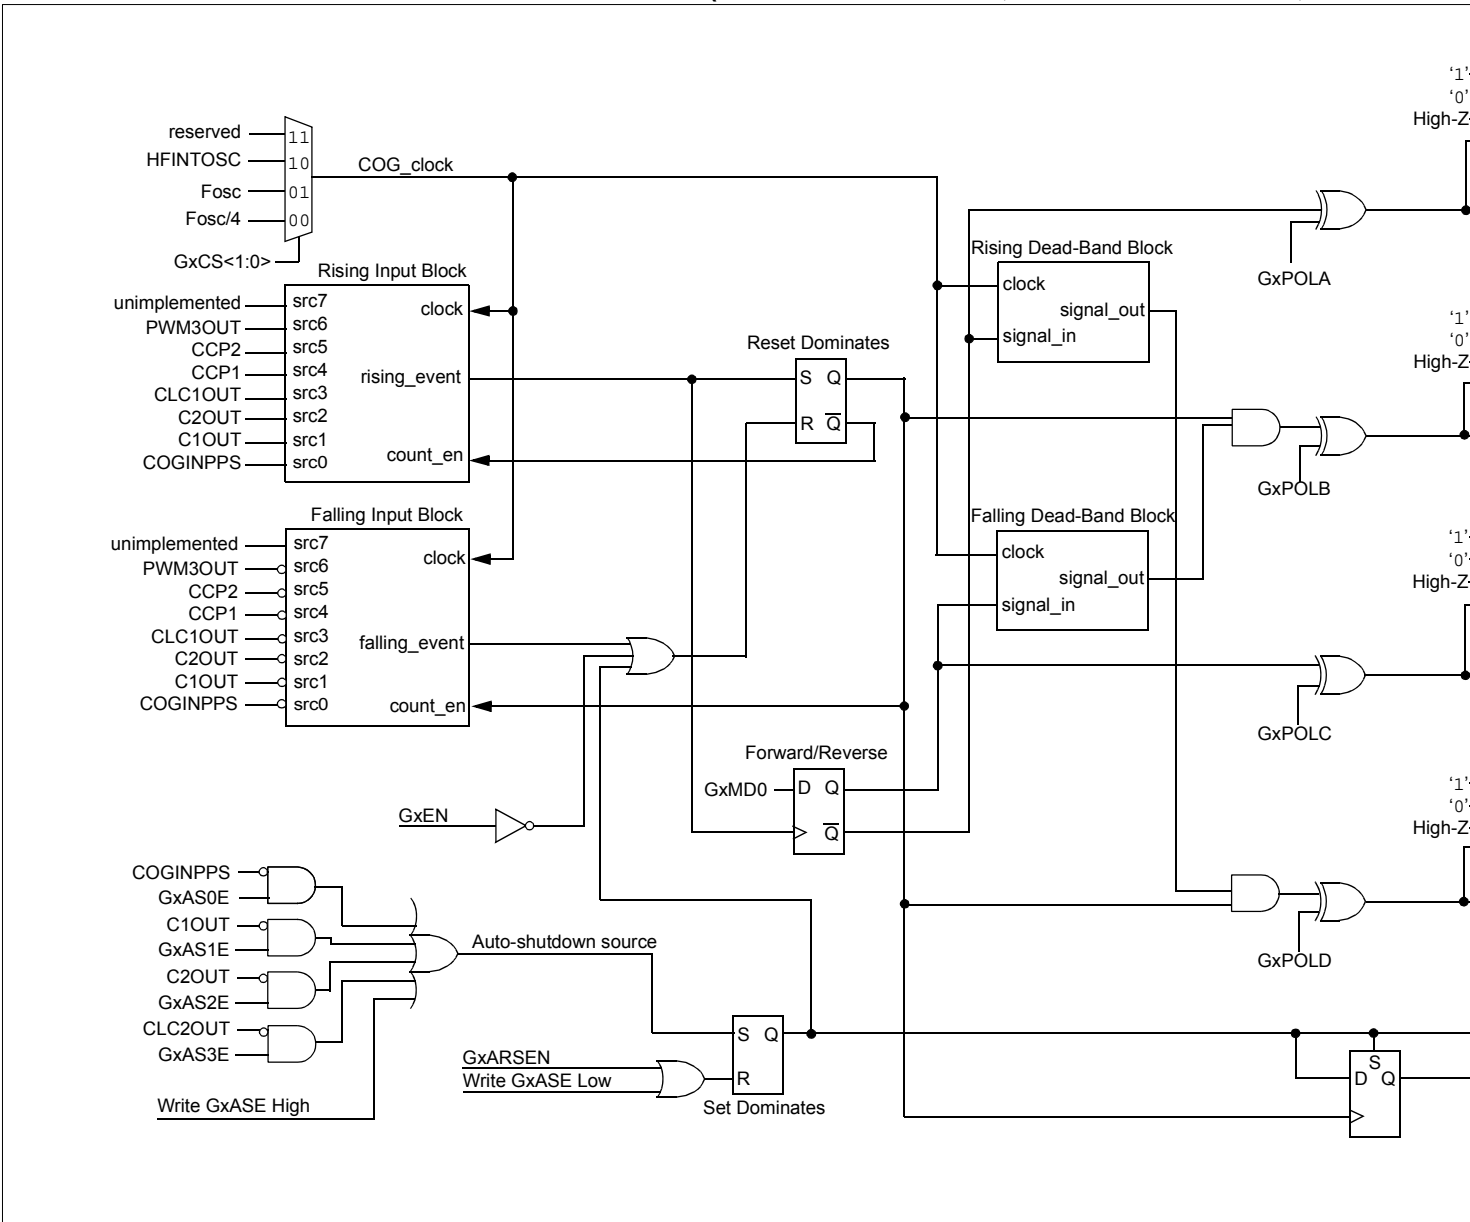 ‘1’
‘0’
High-Z
reserved
11
HFINTOSC
10
COG_clock
Fosc
01
Fosc/4
00
GxCS<1:0>
Rising Input Block
unimplemented
src7
clock
PWM3OUT
src6
CCP2
src5
CCP1
src4
rising_event
CLC1OUT
src3
C2OUT
src2
C1OUT
src1
count_en
COGINPPS
src0
Reset Dominates
S Q
R Q
Rising Dead-Band Block
clock
signal_out
signal_in
GxPOLA
‘1’
‘0’
High-Z
GxPOLB
Falling Input Block
unimplemented
src7
clock
PWM3OUT
src6
CCP2
src5
CCP1
src4
CLC1OUT
src3
falling_event
C2OUT
src2
C1OUT
src1
COGINPPS
src0
count_en
Falling Dead-Band Block
clock
signal_out
signal_in
‘1’
‘0’
High-Z
GxPOLC
Forward/Reverse
GxMD0
D Q
Q
GxEN
‘1’
‘0’
High-Z
GxPOLD
COGINPPS
GxAS0E
C1OUT
GxAS1E
C2OUT
GxAS2E
CLC2OUT
GxAS3E
Auto-shutdown source
Write GxASE High
GxARSEN
Write GxASE Low
S Q
R
Set Dominates
S
D Q